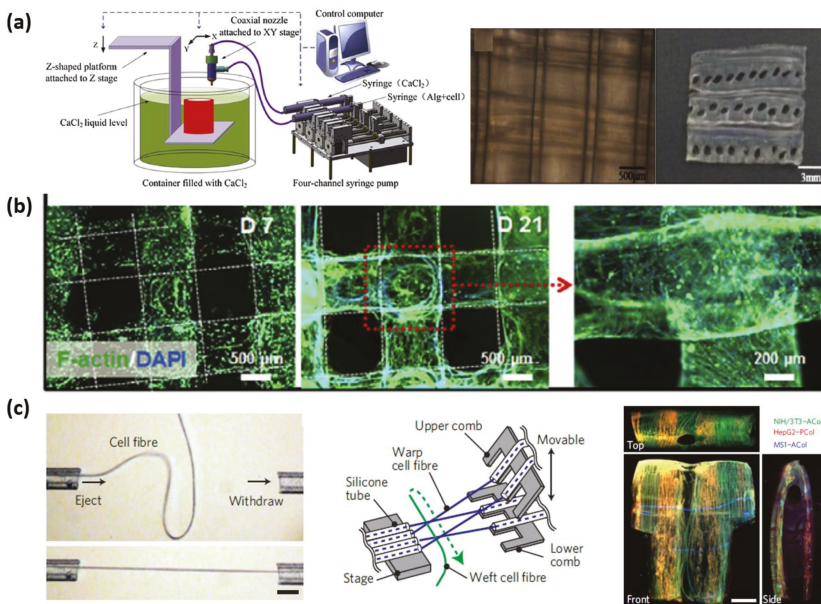 (a)
Coaxial nozzle
attached to XY stage
Control computer
Z
X
Y
Z-shaped platform
attached to Z stage
Syringe（CaCl2）
Syringe（Alg+cell）
CaCl2 liquid level
Container filled with CaCl2
Four-channel syringe pump
500μm
3mm
(b)
D 7
D 21
F-actin/DAPI
500 μm
500 μm
200 μm
(c)
Cell fibre
Eject
Withdraw
Upper comb
Movable
Warp
cell fibre
Silicone
tube
Stage
Lower
comb
Weft cell fibre
Top
NIH/3T3-ACol
HepG2-PCol
MS1-ACol
Front
Side